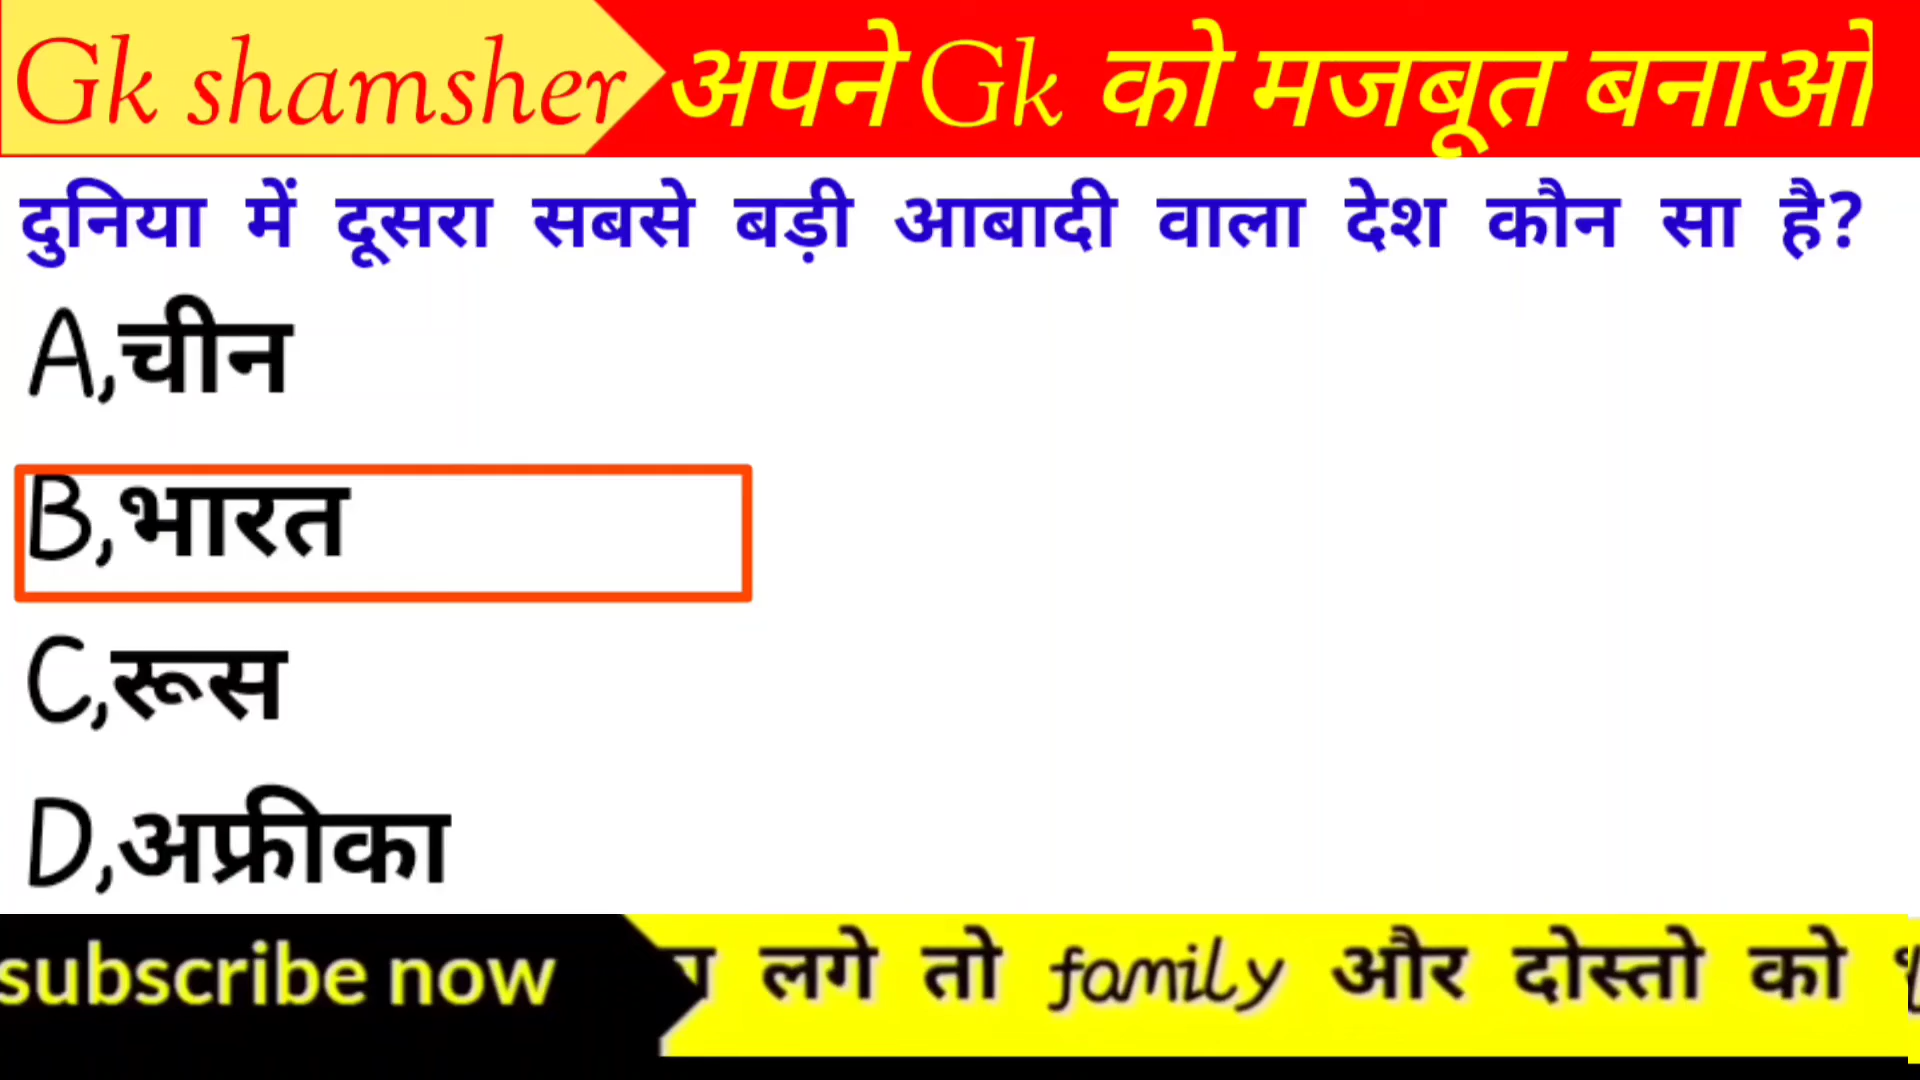 Gk shamsher अपने Gk को मजबूत बनाओ
दुनिया में दूसरा सबसे बड़ी आबादी वाला देश कौन सा है?
A,चीन
B,भारत
C,रूस
D,अफ्रीका
subscribe now लगे तो family और दोस्तो को